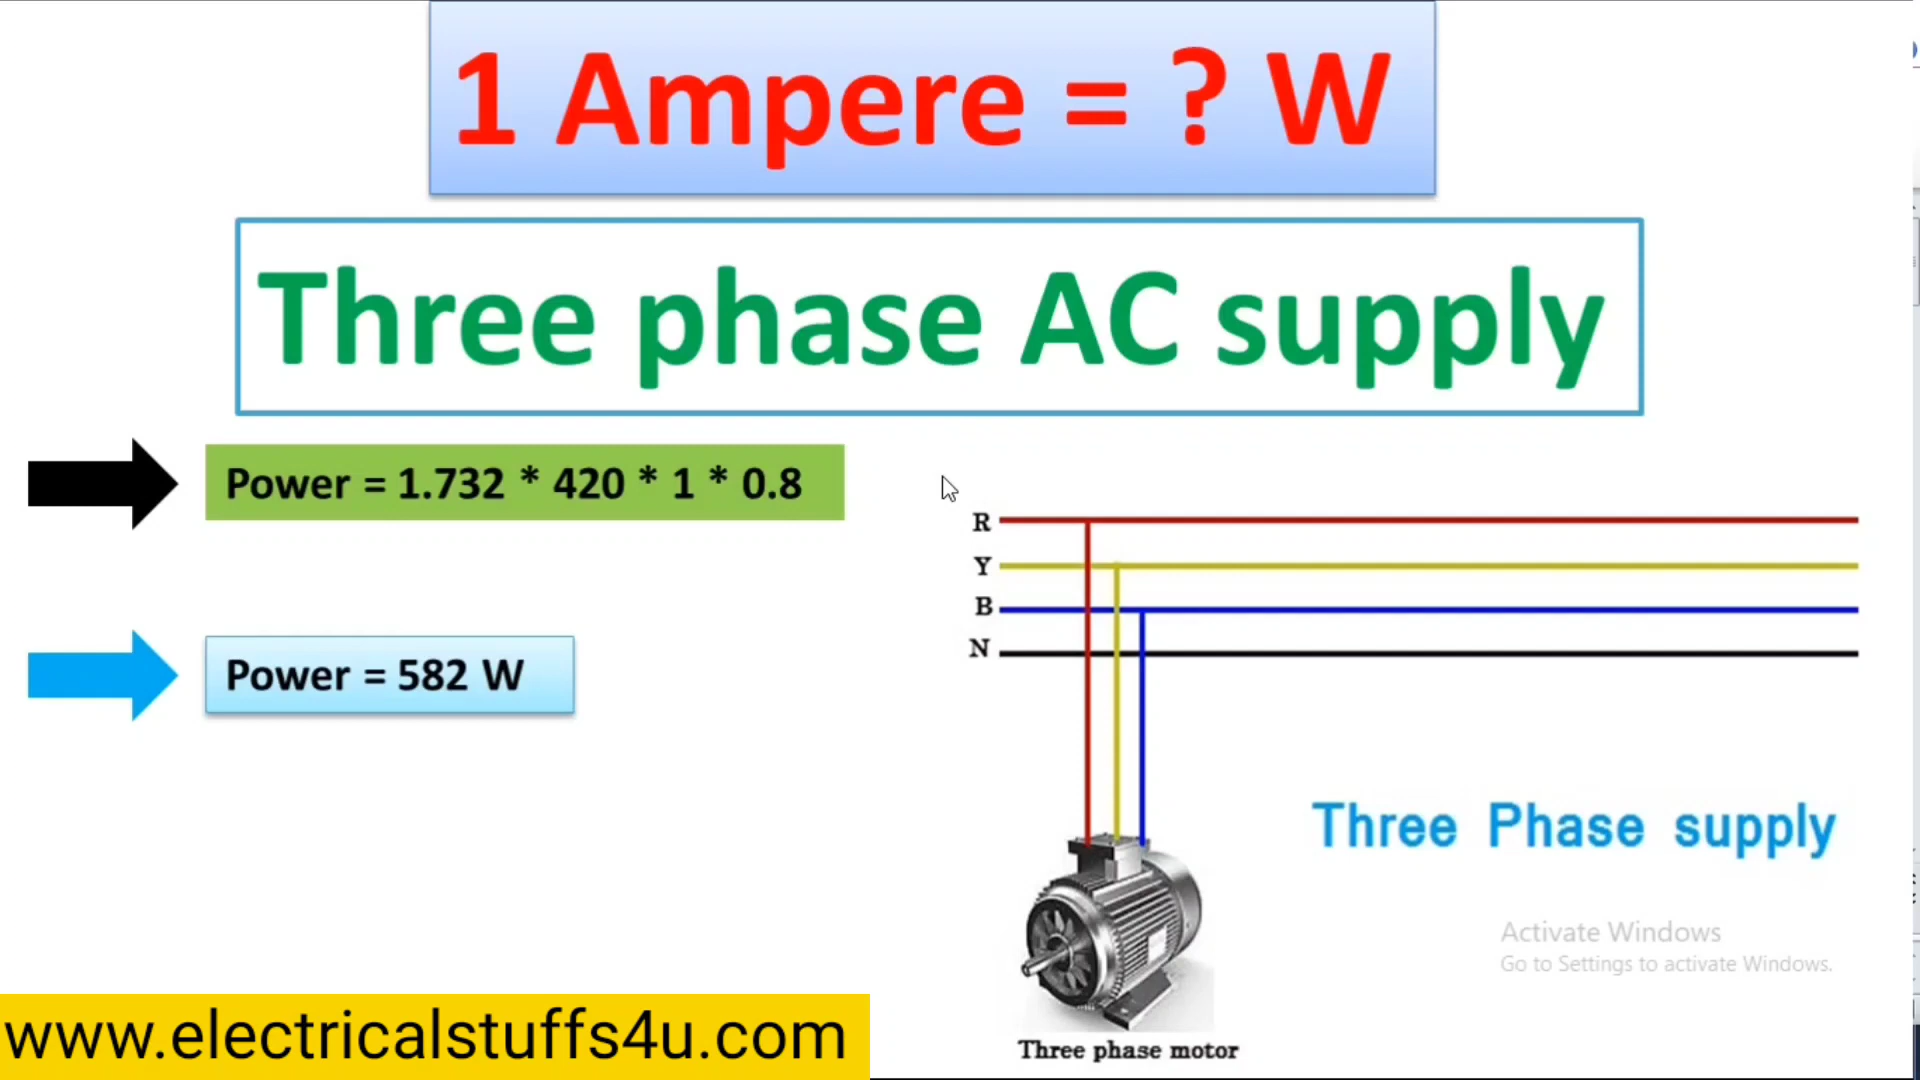 1 Ampere = ? W
Three phase AC supply
Power = 1.732 * 420 * 1 * 0.8
Power = 582 W
R
Y
B
N
Three Phase supply
Activate Windows
Go to Settings to activate Windows.
Three phase motor
www.electricalstuffs4u.com